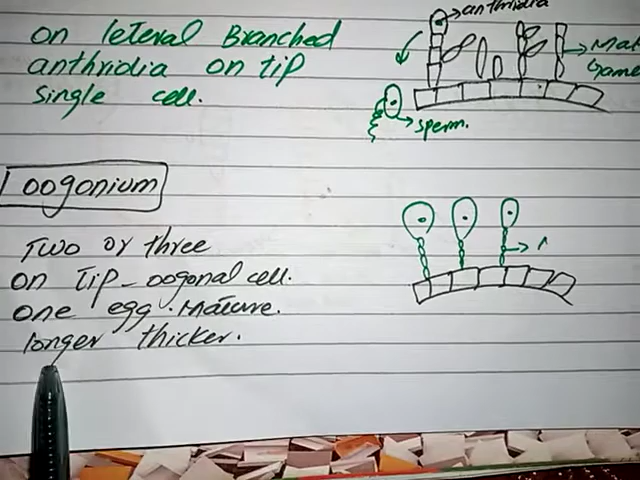 on leteral Branched
anthridia on tip
single cell.
anthridia
Mal
Game
sperm.
oogonium
Two or three
on Tip - oogonal cell.
one egg. Mature.
longer thicker.